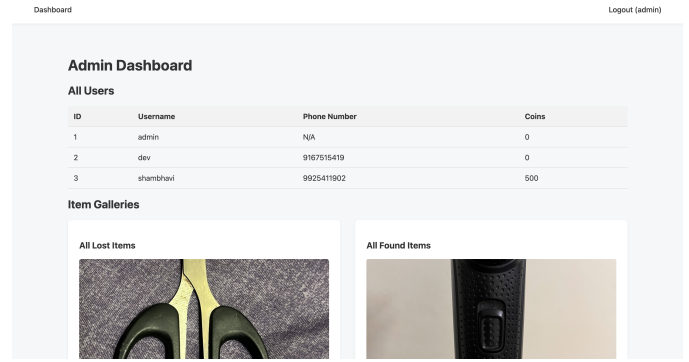 Dashboard Logout (admin)
Admin Dashboard
All Users
ID Username Phone Number Coins
1 admin N/A 0
2 dev 9167515419 0
3 shambhavi 9925411902 500
Item Galleries
All Lost Items All Found Items